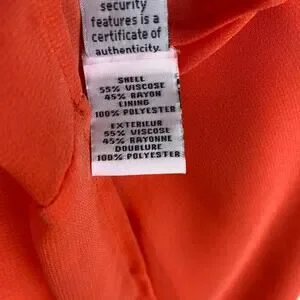 security
features is a
certificate of
authenticity.
SHELL
55% VISCOSE
45% RAYON
LINING
100% POLYESTER
EXTERIEUR
55% VISCOSE
45% RAYONNE
DOUBLURE
100% POLYESTER